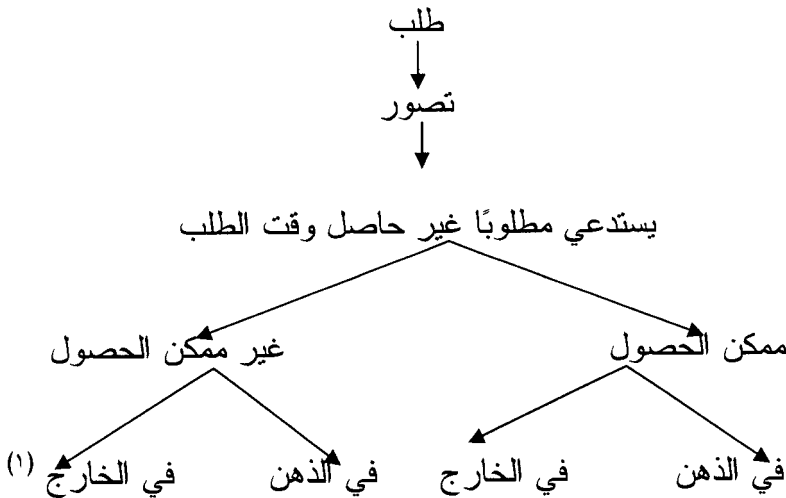 طلب
تصور
يستدعي مطلوبًا غير حاصل وقت الطلب
ممكن الحصول غير ممكن الحصول
في الذهن في الخارج في الذهن في الخارج (١)